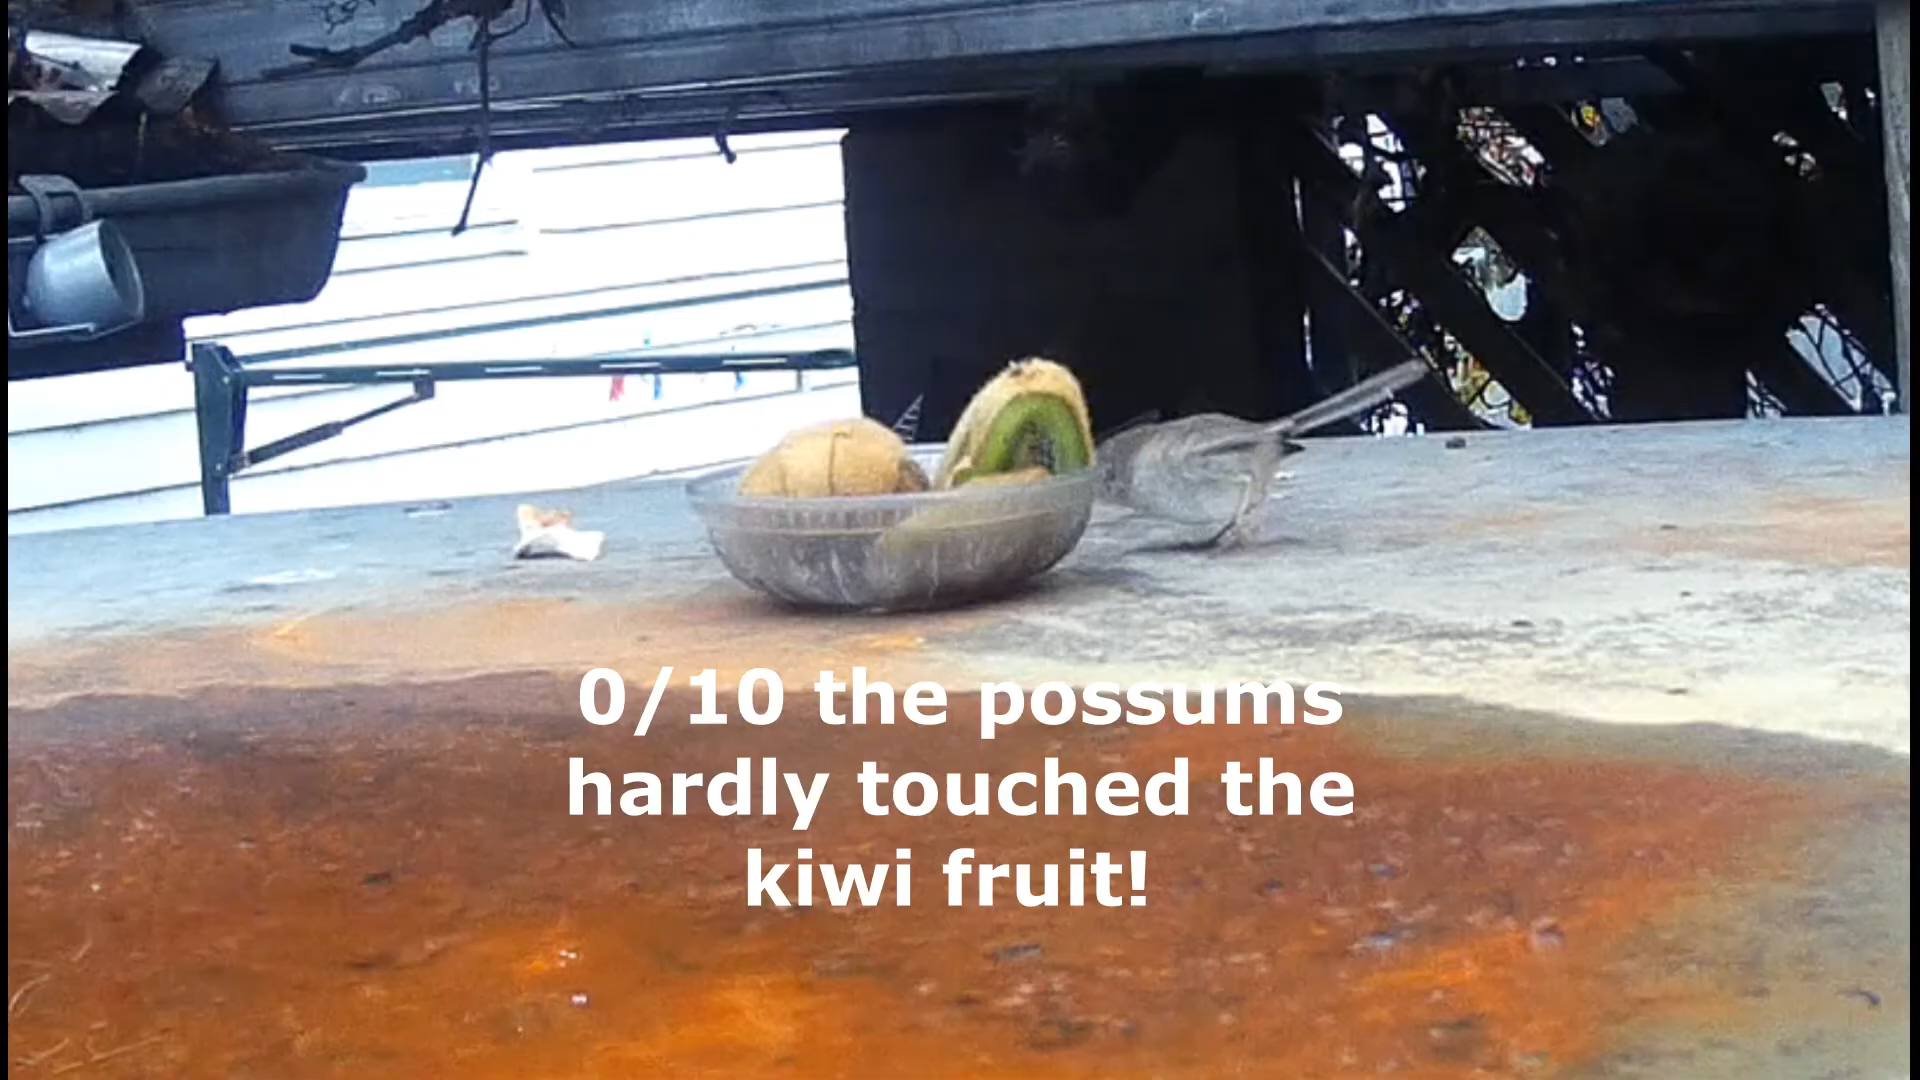 0/10 the possums
hardly touched the
kiwi fruit!